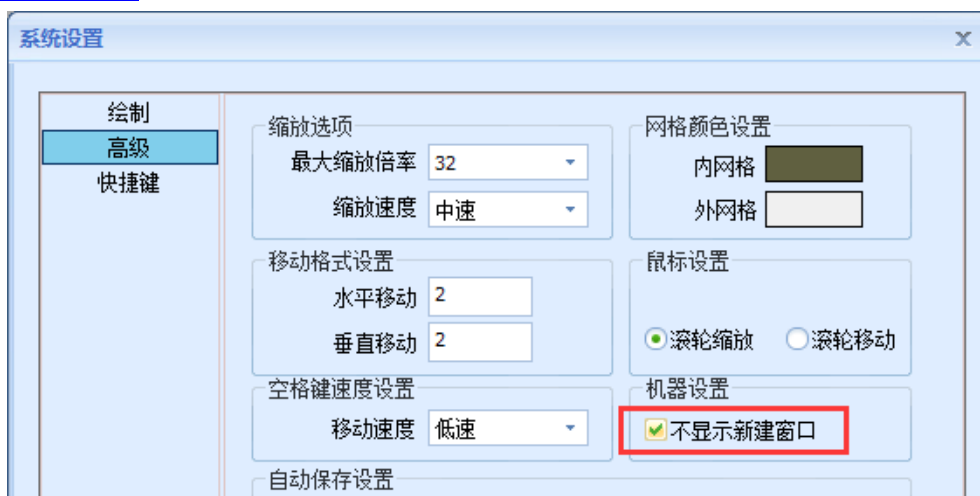 系统设置
绘制
高级
快捷键
缩放选项
最大缩放倍率 32
缩放速度 中速
网格颜色设置
内网格
外网格
移动格式设置
水平移动 2
垂直移动 2
鼠标设置
滚轮缩放 滚轮移动
空格键速度设置
移动速度 低速
机器设置
不显示新建窗口
自动保存设置